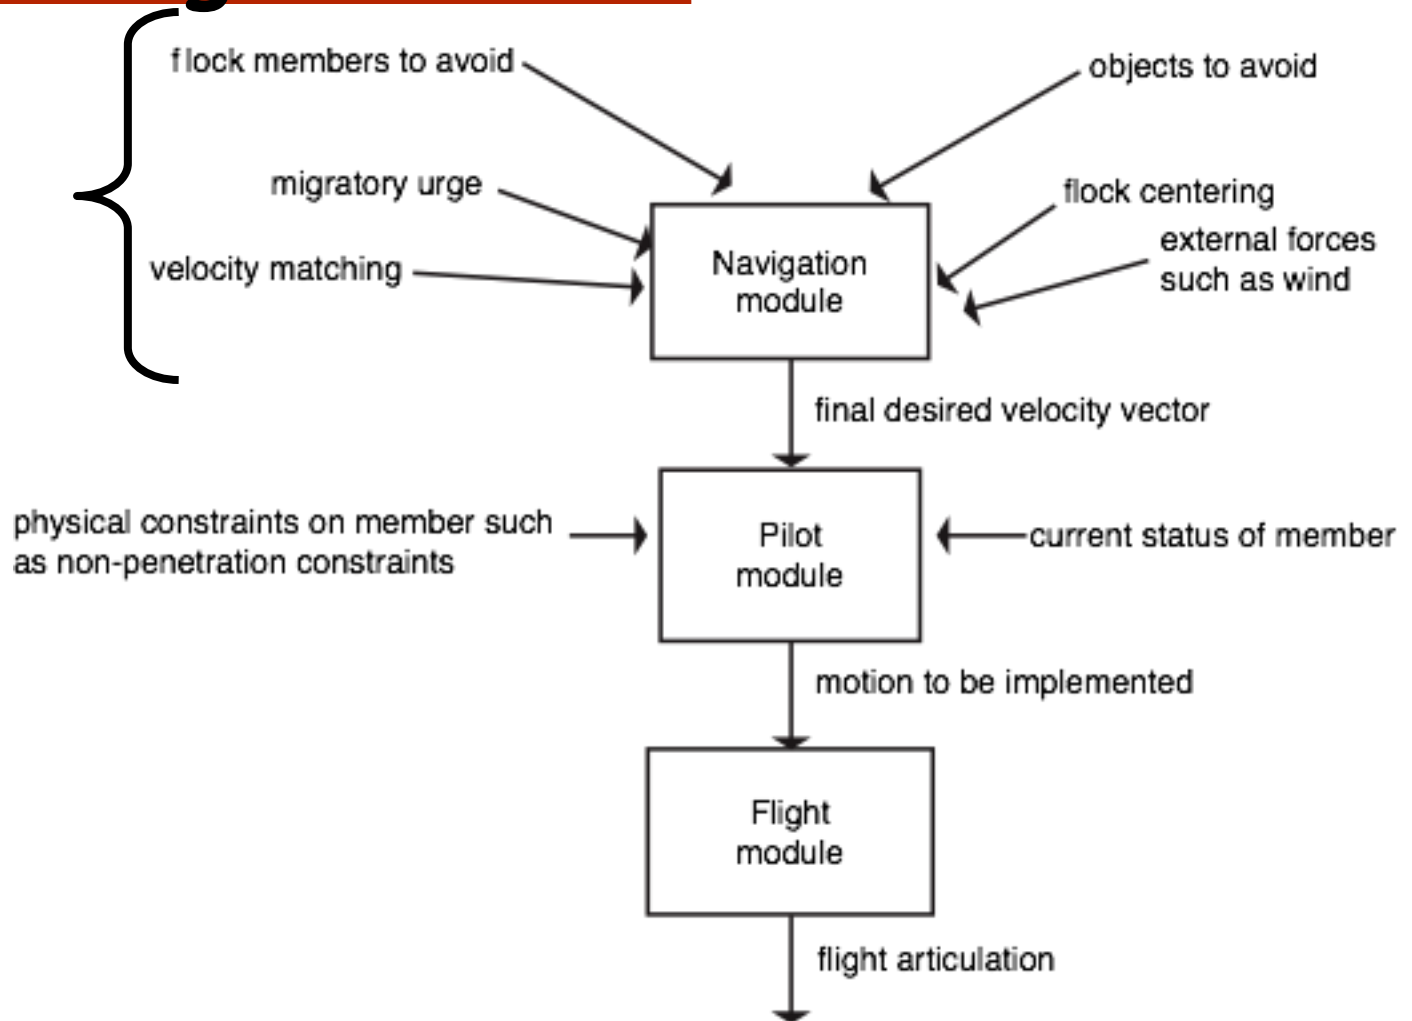 flock members to avoid
objects to avoid
migratory urge
flock centering
external forces
such as wind
velocity matching
Navigation
module
final desired velocity vector
physical constraints on member such
as non-penetration constraints
Pilot
module
current status of member
motion to be implemented
Flight
module
flight articulation